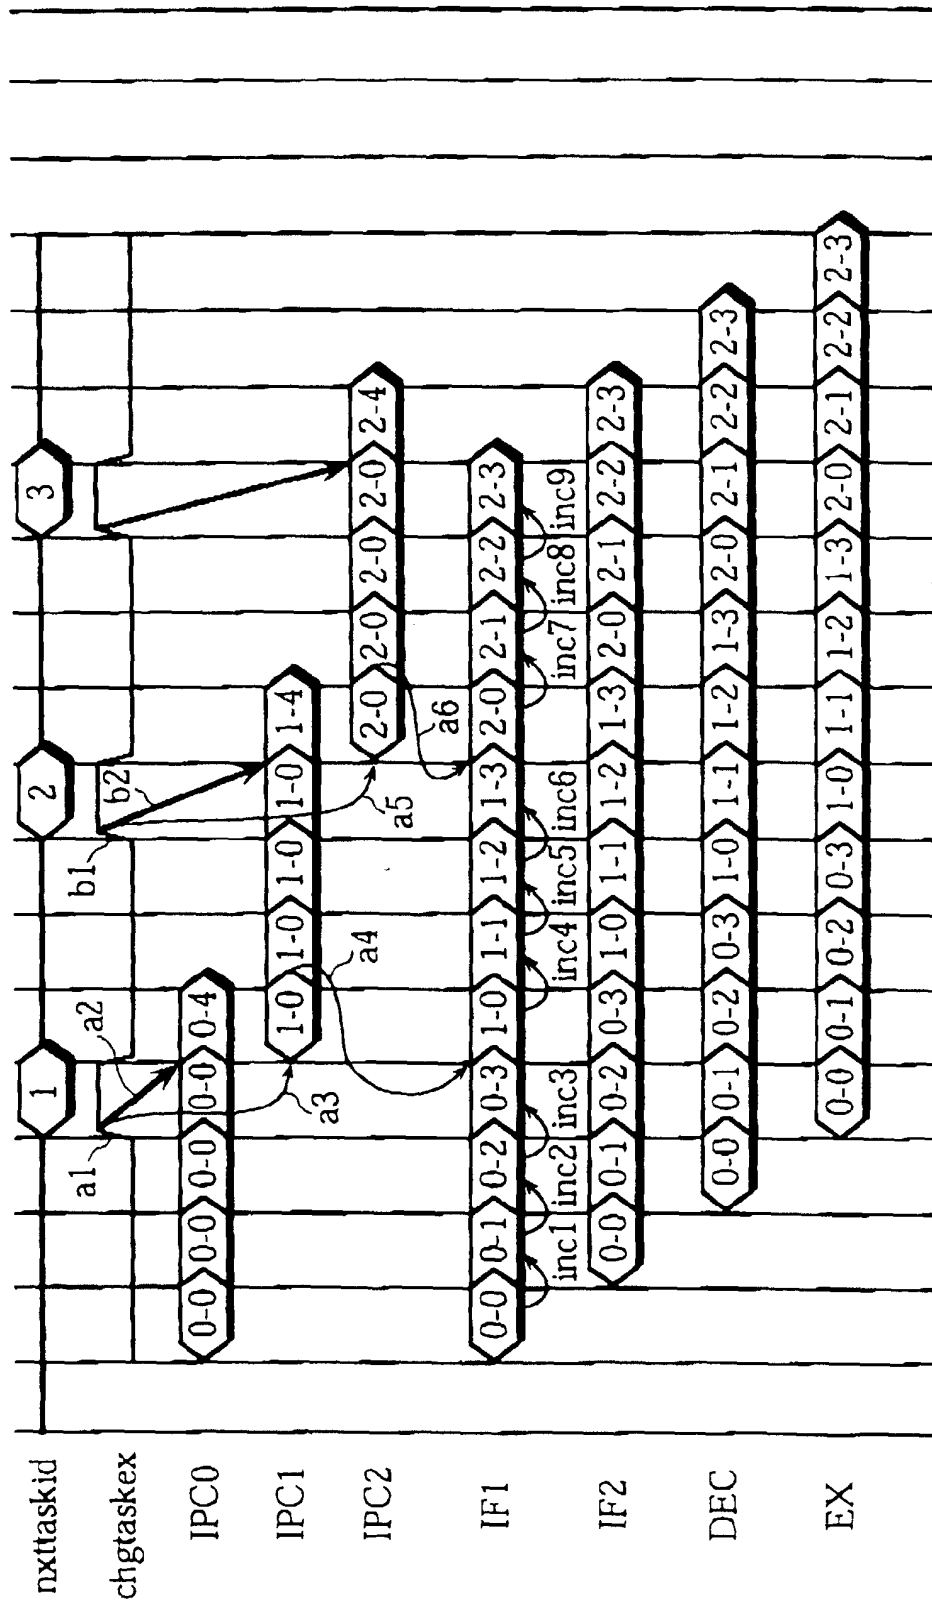 nxttaskid 1 2 3
chgtaskex a1 a2 b1 b2
IPC0 0-0 0-0 0-0 0-0 0-4
a3
IPC1 1-0 1-0 1-0 1-0 1-4
a4 a5
IPC2 2-0 2-0 2-0 2-0 2-4
a6
IF1 0-0 0-1 0-2 0-3 1-0 1-1 1-2 1-3 2-0 2-1 2-2 2-3
inc1 inc2 inc3 inc4 inc5 inc6 inc7 inc8 inc9
IF2 0-0 0-1 0-2 0-3 1-0 1-1 1-2 1-3 2-0 2-1 2-2 2-3
DEC 0-0 0-1 0-2 0-3 1-0 1-1 1-2 1-3 2-0 2-1 2-2 2-3
EX 0-0 0-1 0-2 0-3 1-0 1-1 1-2 1-3 2-0 2-1 2-2 2-3